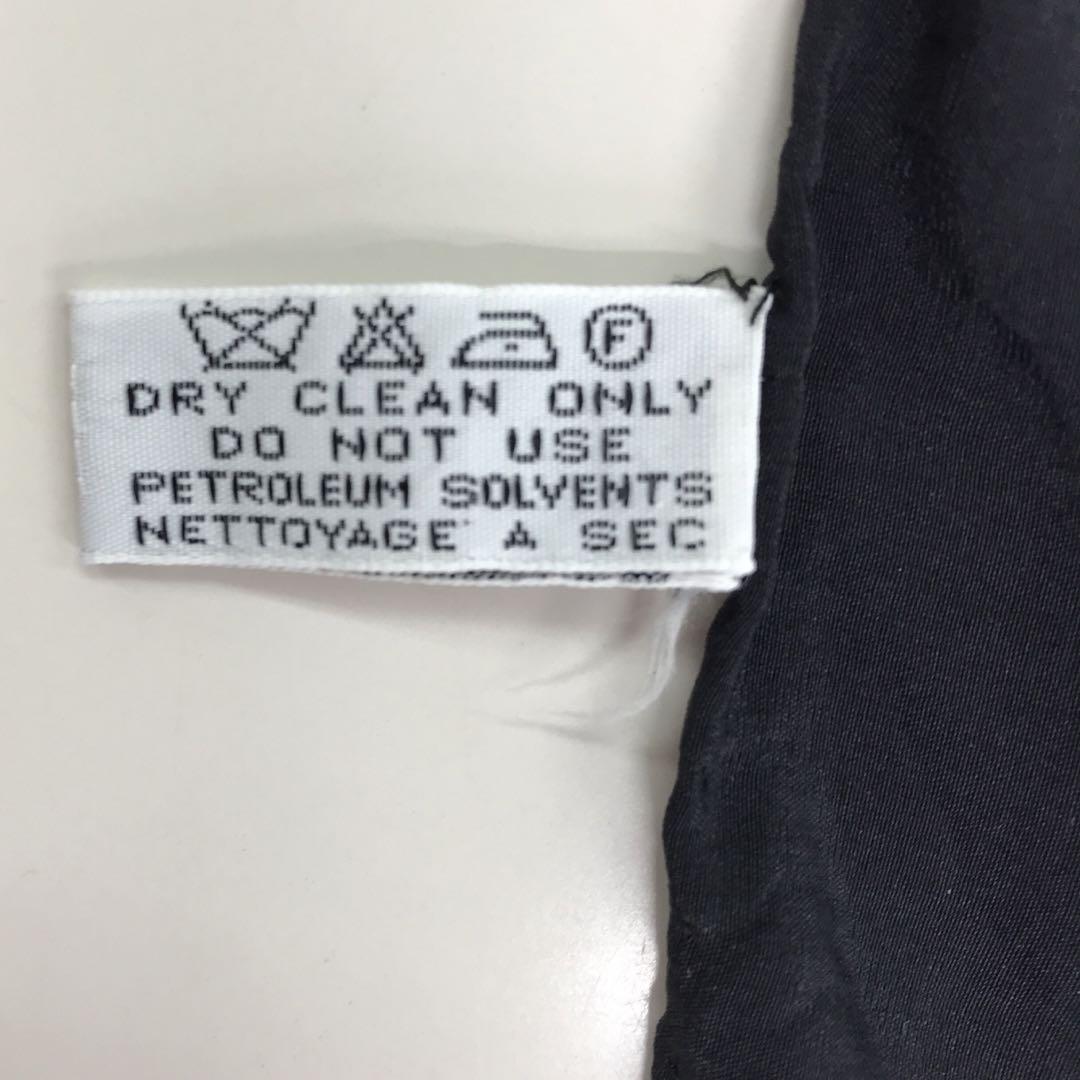 F
DRY CLEAN ONLY
DO NOT USE
PETROLEUM SOLVENTS
NETTOYAGE A SEC